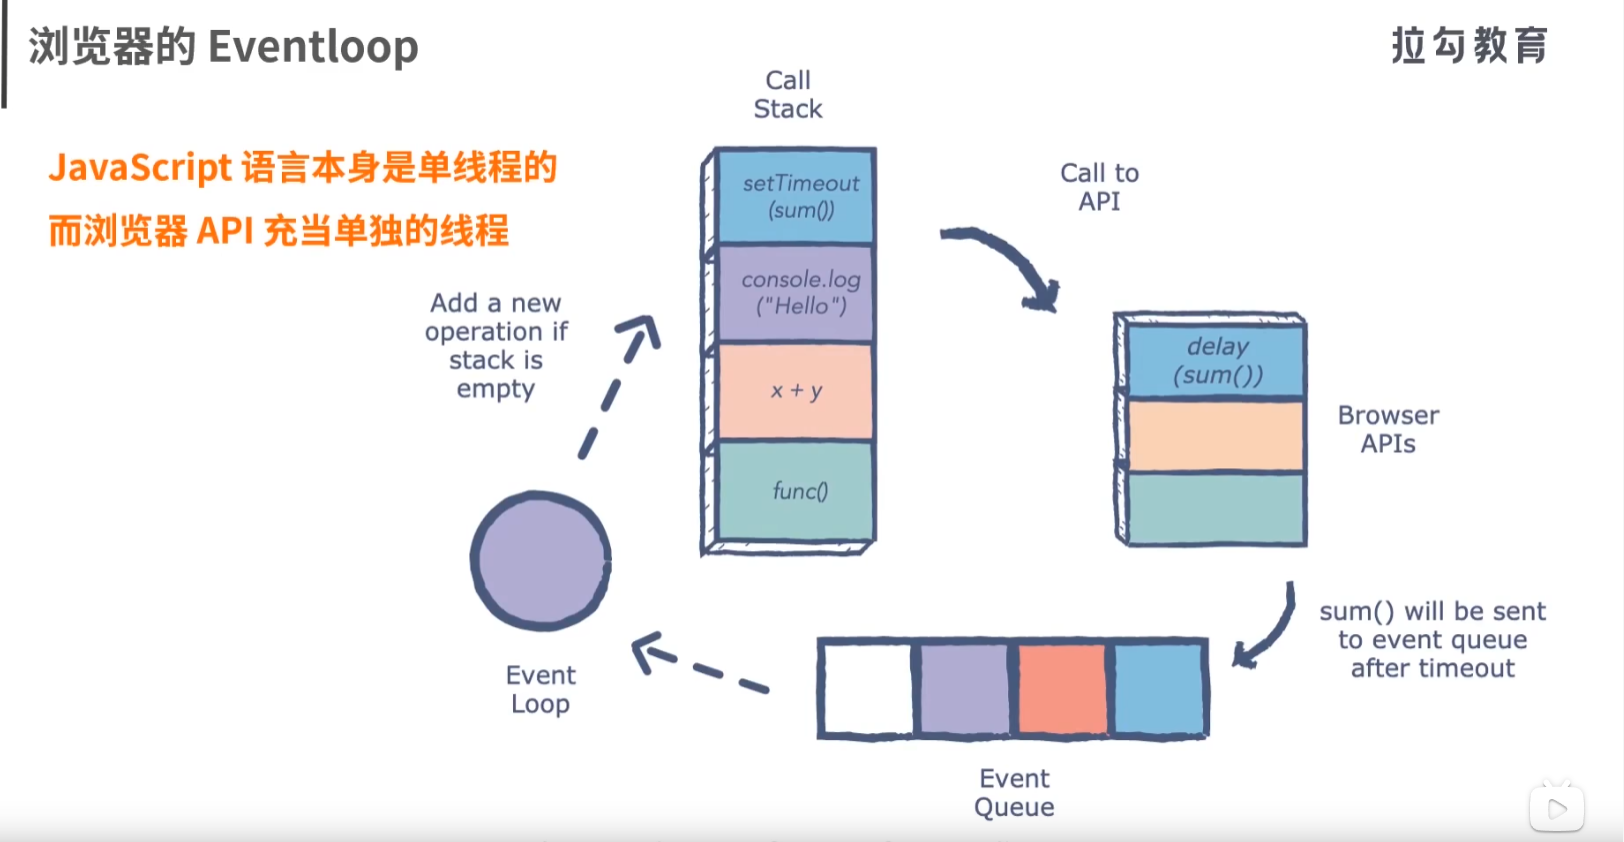 浏览器的 Eventloop
拉勾教育
JavaScript 语言本身是单线程的
而浏览器 API 充当单独的线程
Call
Stack
setTimeout
(sum())
console.log
("Hello")
x + y
func()
Call to
API
Add a new
operation if
stack is
empty
delay
(sum())
Browser
APIs
Event
Loop
sum() will be sent
to event queue
after timeout
Event
Queue